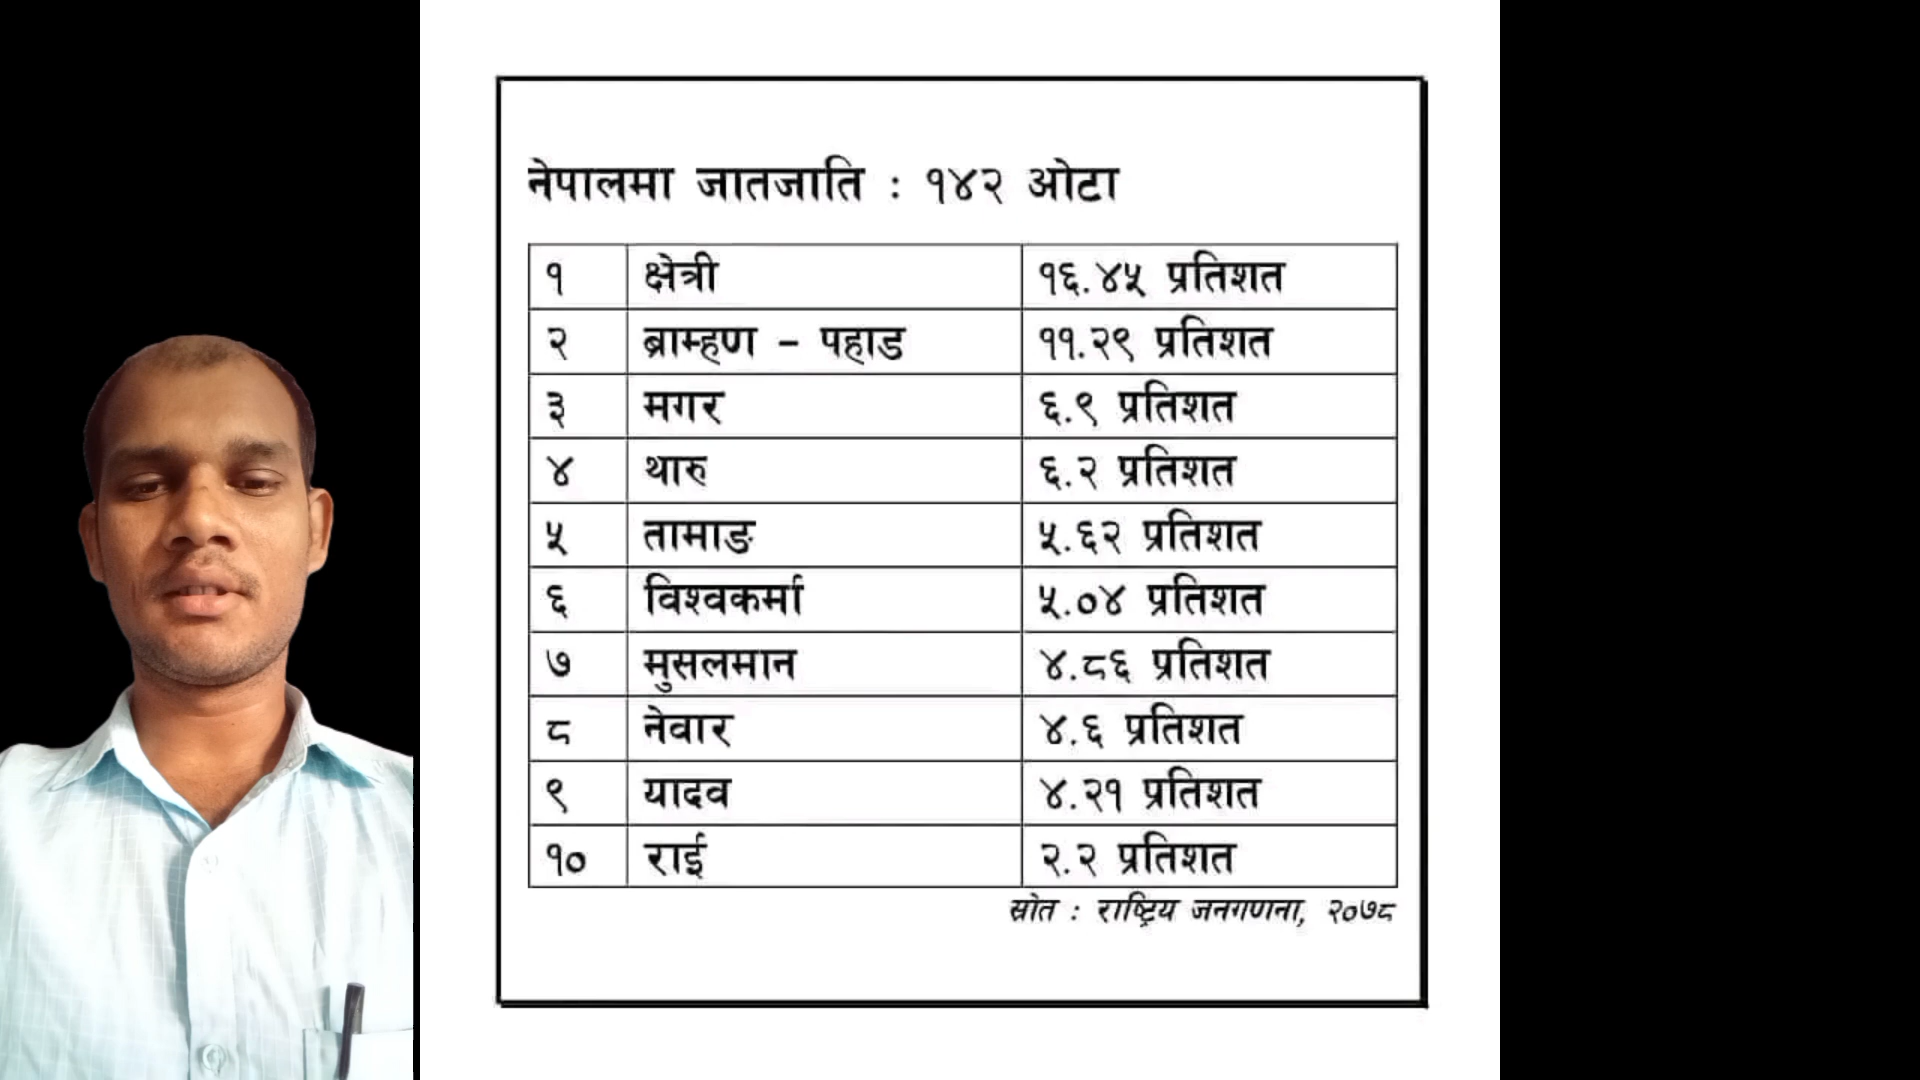 नेपालमा जातजाति : १४२ ओटा
१ क्षेत्री १६.४५ प्रतिशत
२ ब्राम्हण - पहाड ११.२९ प्रतिशत
३ मगर ६.९ प्रतिशत
४ थारु ६.२ प्रतिशत
५ तामाङ ५.६२ प्रतिशत
६ विश्वकर्मा ५.०४ प्रतिशत
७ मुसलमान ४.८६ प्रतिशत
८ नेवार ४.६ प्रतिशत
९ यादव ४.२१ प्रतिशत
१० राई २.२ प्रतिशत
स्रोत : राष्ट्रिय जनगणना, २०७८